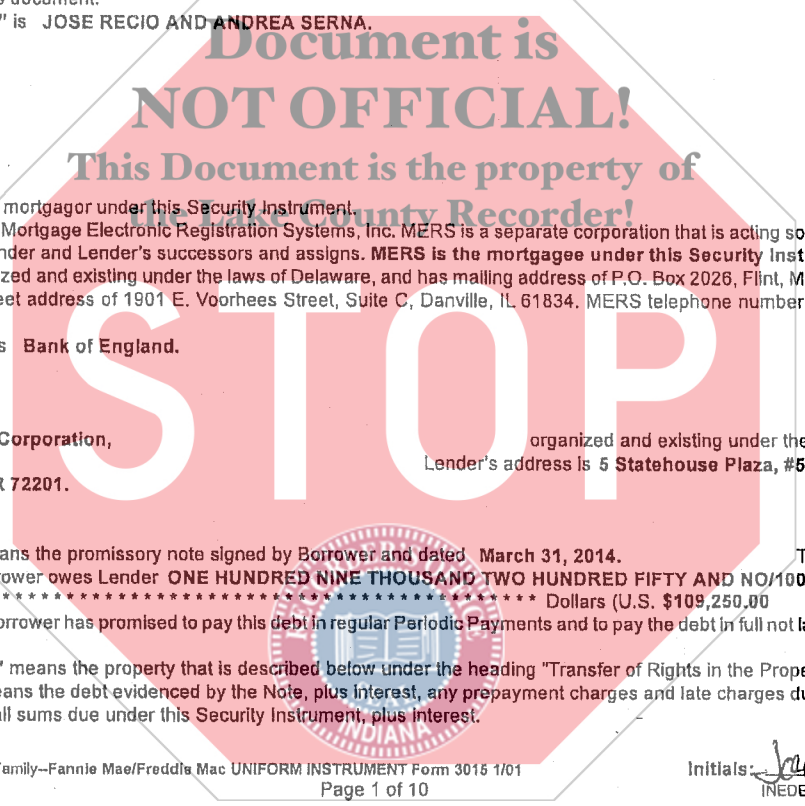 " is JOSE RECIO AND ANDREA SERNA.
Document is
NOT OFFICIAL!
This Document is the property of
the Lake County Recorder!
mortgagor under this Security Instrument.
Mortgage Electronic Registration Systems, Inc. MERS is a separate corporation that is acting so
nder and Lender's successors and assigns. MERS is the mortgagee under this Security Inst
zed and existing under the laws of Delaware, and has mailing address of P.O. Box 2026, Flint, M
eet address of 1901 E. Voorhees Street, Suite C, Danville, IL 61834. MERS telephone number
STOP
s Bank of England.
Corporation, organized and existing under the
Lender's address is 5 Statehouse Plaza, #5
R 72201.
ans the promissory note signed by Borrower and dated March 31, 2014. T
rower owes Lender ONE HUNDRED NINE THOUSAND TWO HUNDRED FIFTY AND NO/100
* * * * * * * * * * * * * * * * * * * * * * * * * * * * * * * * * * * * * * * * * * Dollars (U.S. $109,250.00
orrower has promised to pay this debt in regular Periodic Payments and to pay the debt in full not l
" means the property that is described below under the heading "Transfer of Rights in the Prope
eans the debt evidenced by the Note, plus interest, any prepayment charges and late charges du
all sums due under this Security Instrument, plus interest.
SEAL
INDIANA
amily--Fannie Mae/Freddie Mac UNIFORM INSTRUMENT Form 3015 1/01 Initials:
Page 1 of 10 INEDE